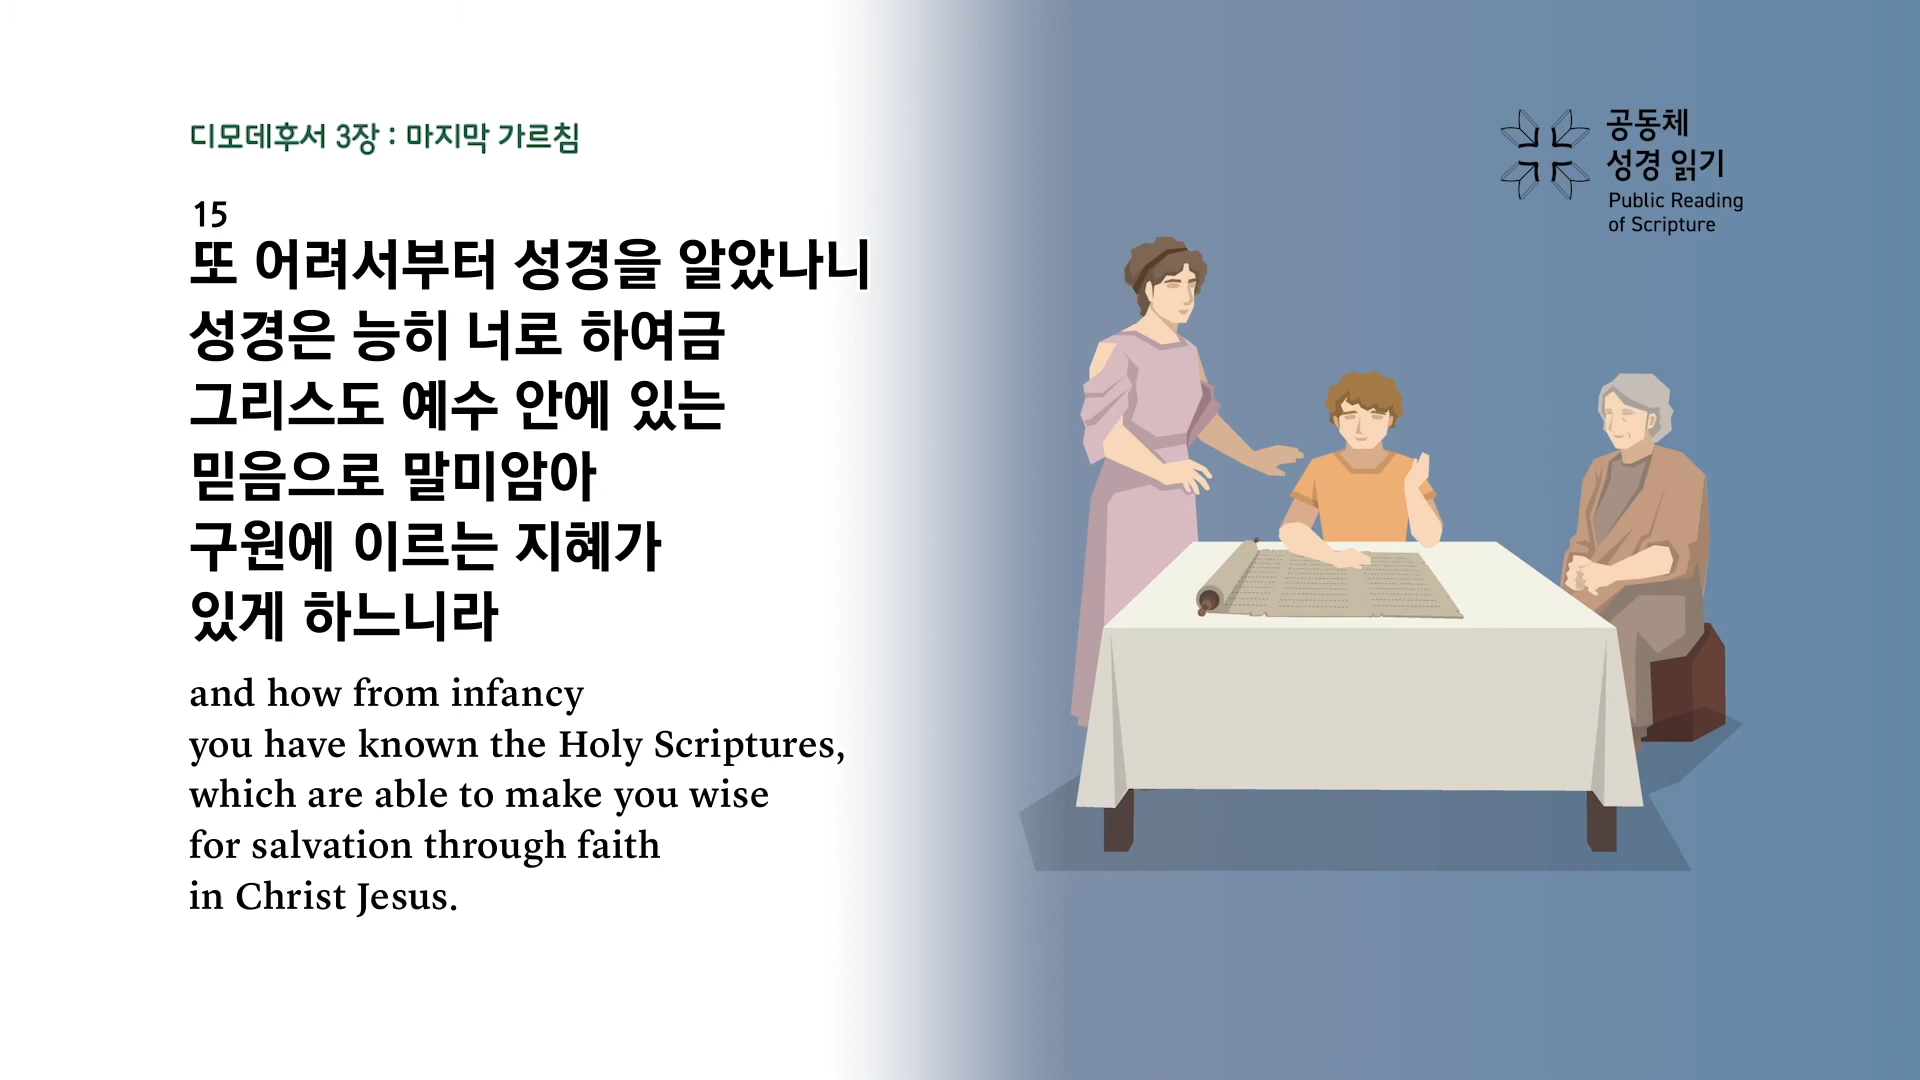 디모데후서 3장 : 마지막 가르침
15
또 어려서부터 성경을 알았나니
성경은 능히 너로 하여금
그리스도 예수 안에 있는
믿음으로 말미암아
구원에 이르는 지혜가
있게 하느니라
and how from infancy
you have known the Holy Scriptures,
which are able to make you wise
for salvation through faith
in Christ Jesus.
공동체
성경 읽기
Public Reading
of Scripture